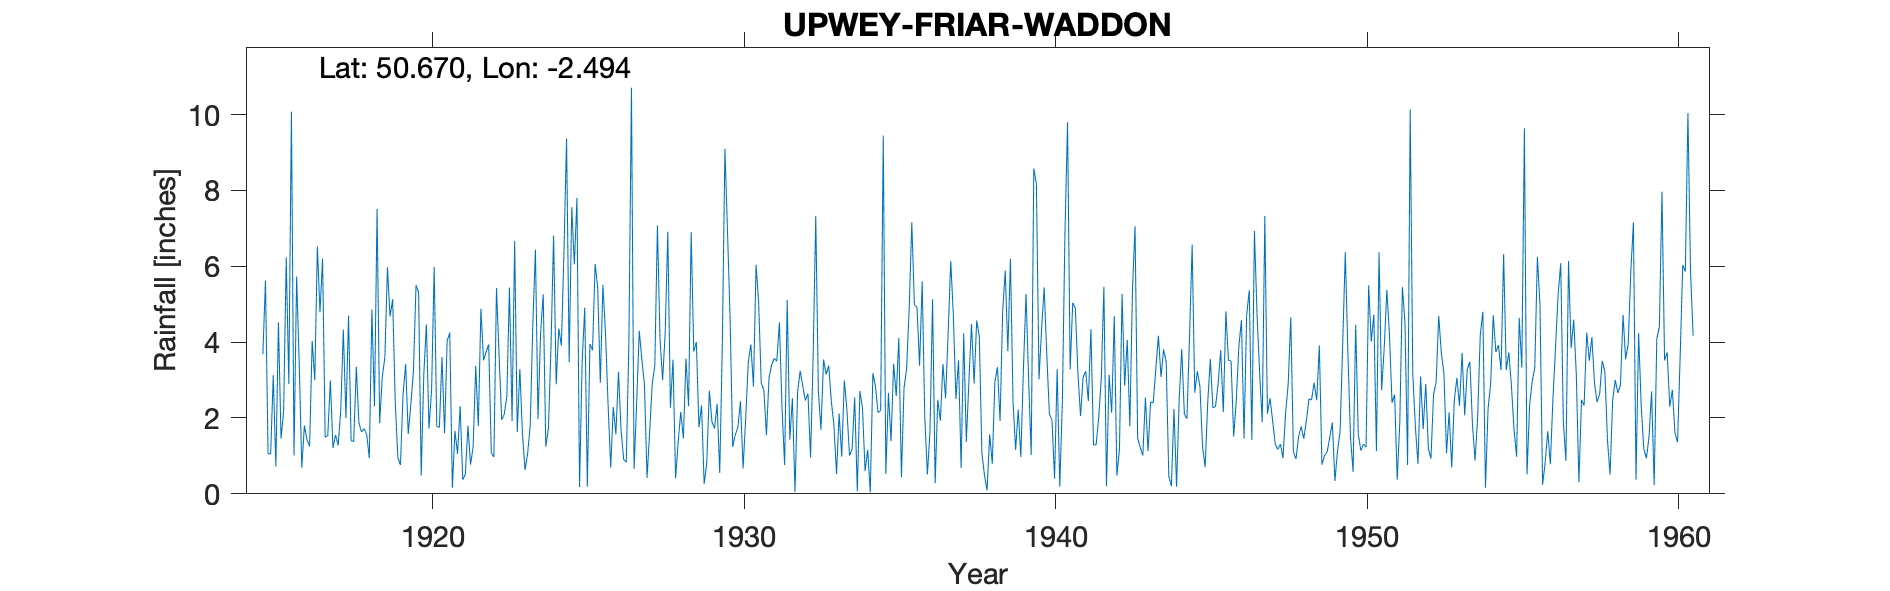 UPWEY-FRIAR-WADDON
Lat: 50.670, Lon: -2.494
10
8
6
4
2
0
Rainfall [inches]
1920 1930 1940 1950 1960
Year